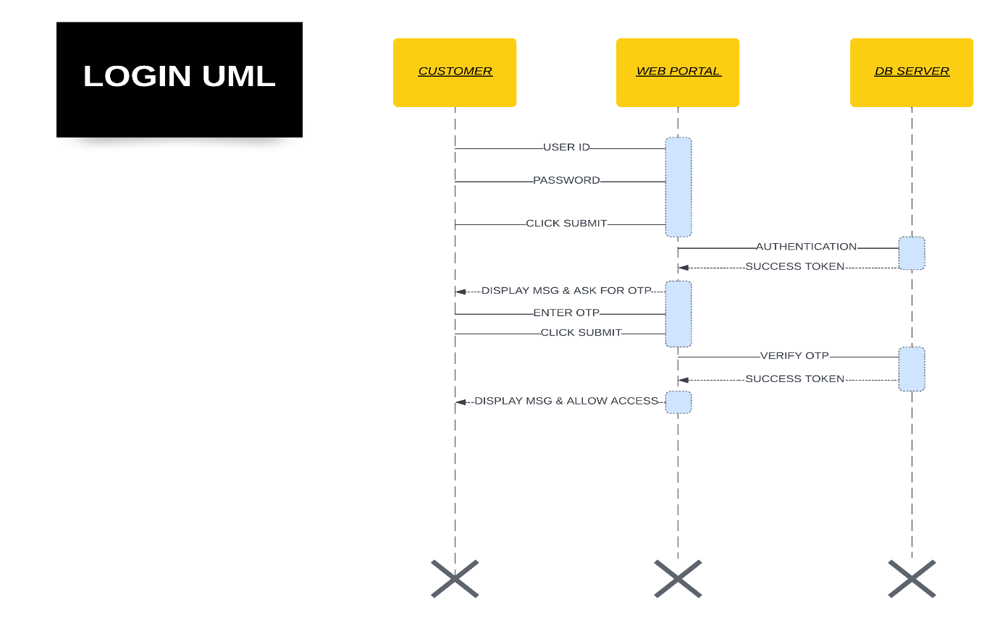 LOGIN UML
CUSTOMER
WEB PORTAL
DB SERVER
USER ID
PASSWORD
CLICK SUBMIT
AUTHENTICATION
SUCCESS TOKEN
DISPLAY MSG & ASK FOR OTP
ENTER OTP
CLICK SUBMIT
VERIFY OTP
SUCCESS TOKEN
DISPLAY MSG & ALLOW ACCESS